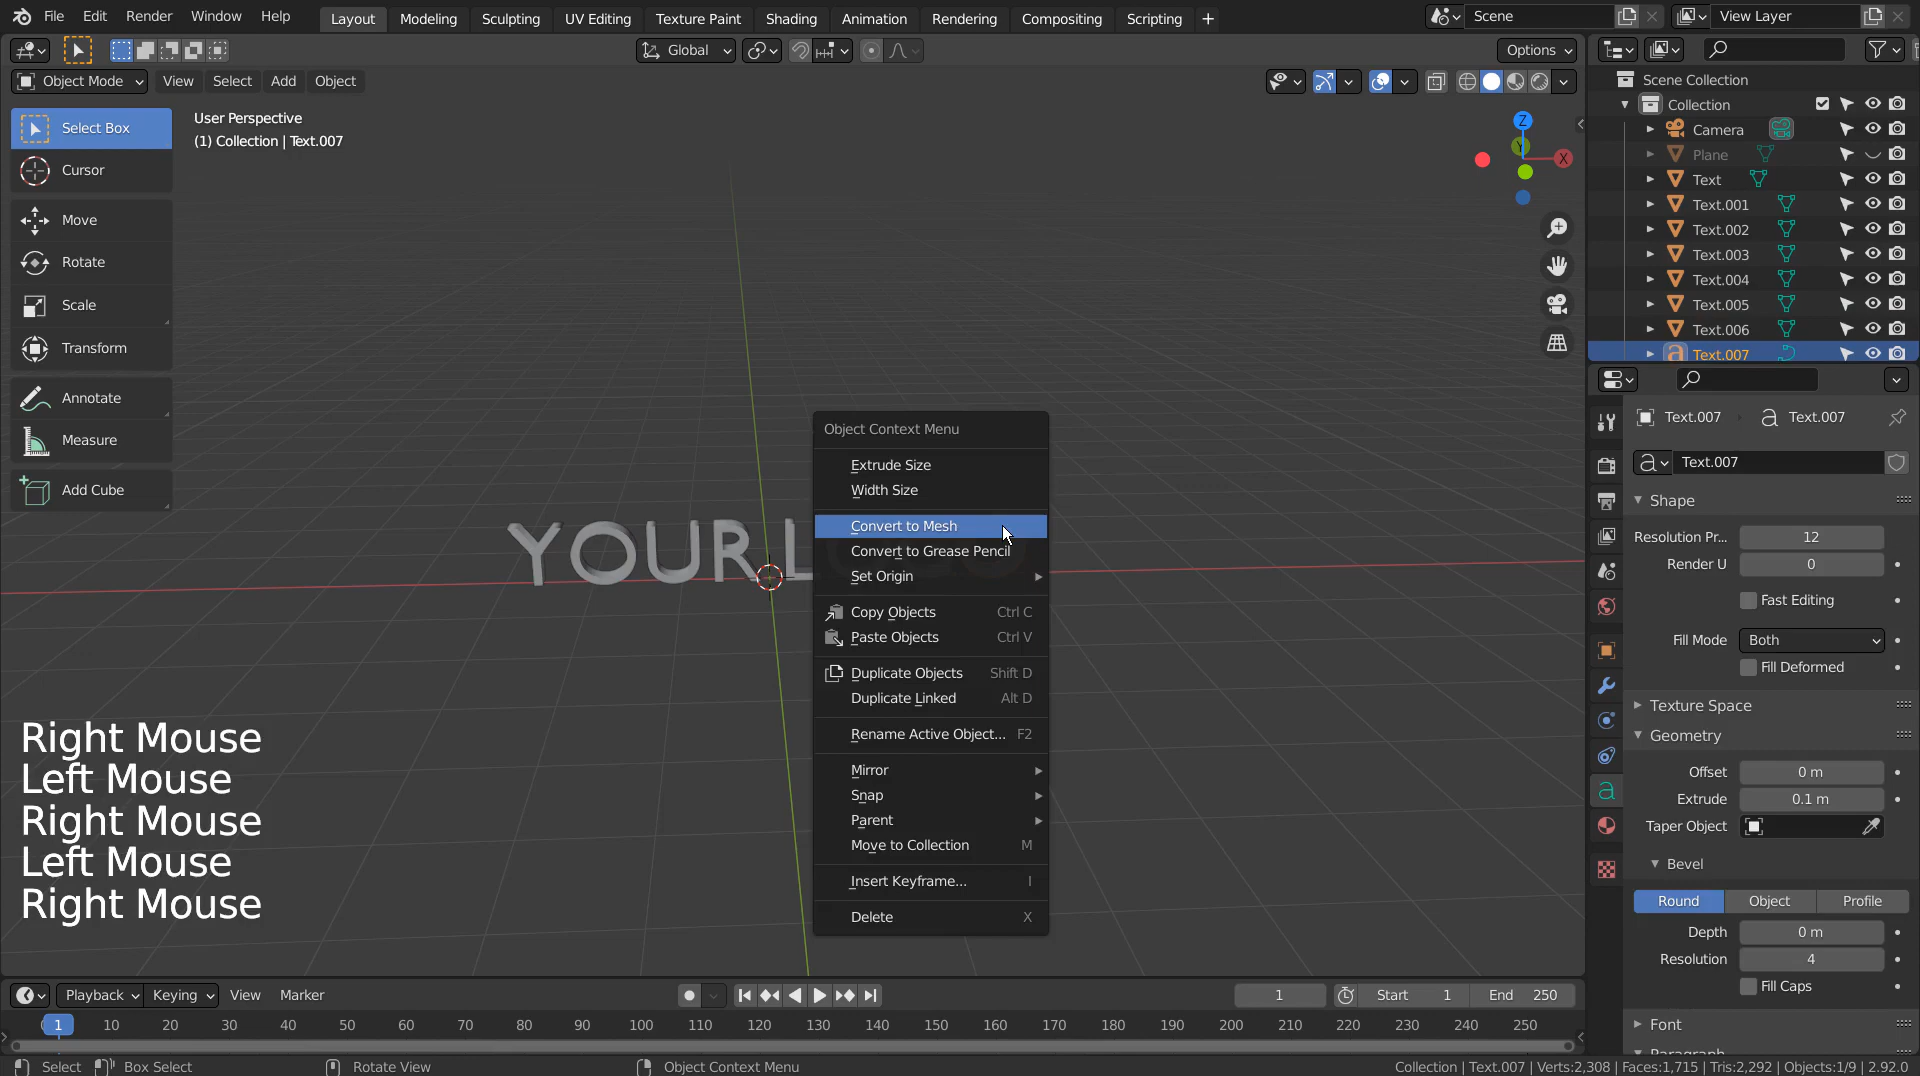 File Edit Render Window Help Layout Modeling Sculpting UV Editing Texture Paint Shading Animation Rendering Compositing Scripting + Scene View Layer
Global Options
Object Mode View Select Add Object
User Perspective
(1) Collection | Text.007
Select Box
Cursor
Move
Rotate
Scale
Transform
Annotate
Measure
Add Cube
Z
Y
X
YOUR L
Object Context Menu
Extrude Size
Width Size
Convert to Mesh
Convert to Grease Pencil
Set Origin
Copy Objects Ctrl C
Paste Objects Ctrl V
Duplicate Objects Shift D
Duplicate Linked Alt D
Rename Active Object... F2
Mirror
Snap
Parent
Move to Collection M
Insert Keyframe... I
Delete X
Right Mouse
Left Mouse
Right Mouse
Left Mouse
Right Mouse
Scene Collection
Collection
Camera
Plane
Text
Text.001
Text.002
Text.003
Text.004
Text.005
Text.006
Text.007
Text.007 Text.007
Text.007
Shape
Resolution Pr... 12
Render U 0
Fast Editing
Fill Mode Both
Fill Deformed
Texture Space
Geometry
Offset 0 m
Extrude 0.1 m
Taper Object
Bevel
Round Object Profile
Depth 0 m
Resolution 4
Fill Caps
Font
Paragraph
Playback Keying View Marker 1 Start 1 End 250
1 10 20 30 40 50 60 70 80 90 100 110 120 130 140 150 160 170 180 190 200 210 220 230 240 250
Select Box Select Rotate View Object Context Menu Collection | Text.007 | Verts:2,308 | Faces:1,715 | Tris:2,292 | Objects:1/9 | 2.92.0